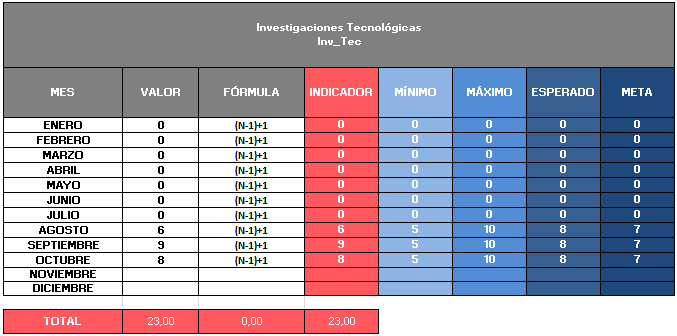 Investigaciones Tecnológicas
Inv_Tec
MES VALOR FÓRMULA INDICADOR MÍNIMO MÁXIMO ESPERADO META
ENERO 0 (N-1)+1 0 0 0 0 0
FEBRERO 0 (N-1)+1 0 0 0 0 0
MARZO 0 (N-1)+1 0 0 0 0 0
ABRIL 0 (N-1)+1 0 0 0 0 0
MAYO 0 (N-1)+1 0 0 0 0 0
JUNIO 0 (N-1)+1 0 0 0 0 0
JULIO 0 (N-1)+1 0 0 0 0 0
AGOSTO 6 (N-1)+1 6 5 10 8 7
SEPTIEMBRE 9 (N-1)+1 9 5 10 8 7
OCTUBRE 8 (N-1)+1 8 5 10 8 7
NOVIEMBRE
DICIEMBRE
TOTAL 23,00 0,00 23,00